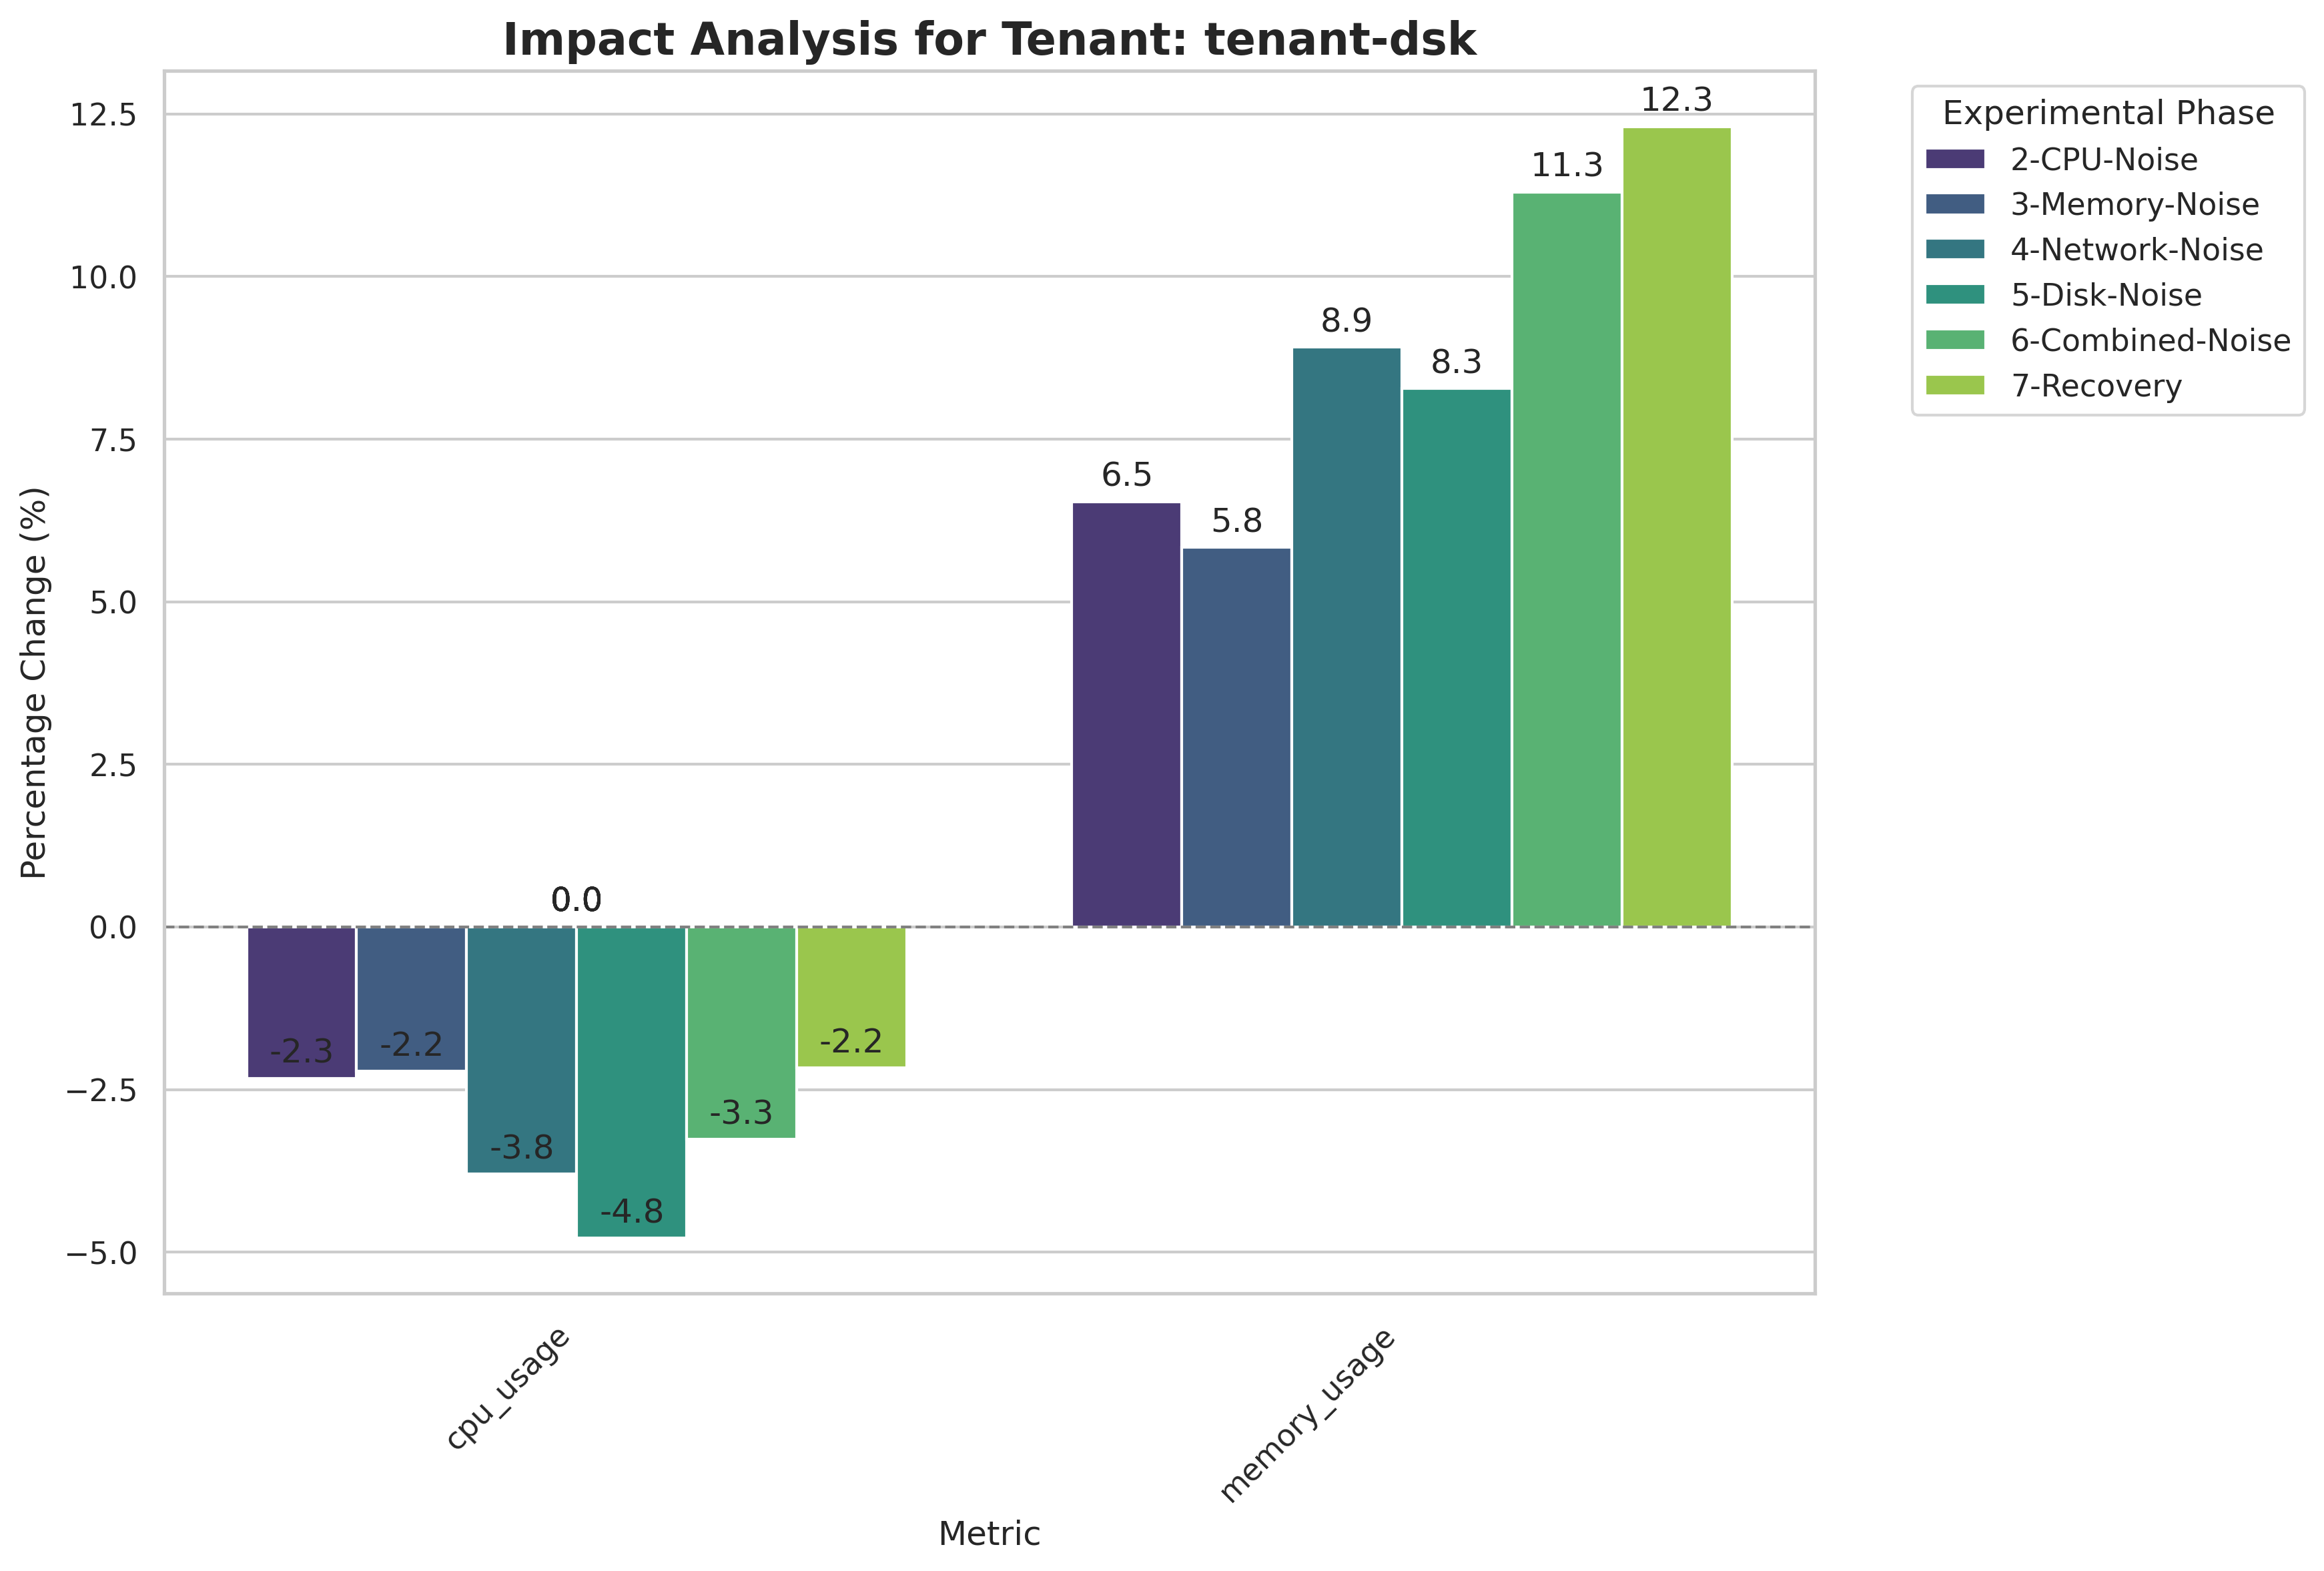 Impact Analysis for Tenant: tenant-dsk
Percentage Change (%)
12.5
10.0
7.5
5.0
2.5
0.0
−2.5
−5.0
0.0
-2.3
-2.2
-3.8
-4.8
-3.3
-2.2
6.5
5.8
8.9
8.3
11.3
12.3
cpu_usage
memory_usage
Metric
Experimental Phase
2-CPU-Noise
3-Memory-Noise
4-Network-Noise
5-Disk-Noise
6-Combined-Noise
7-Recovery